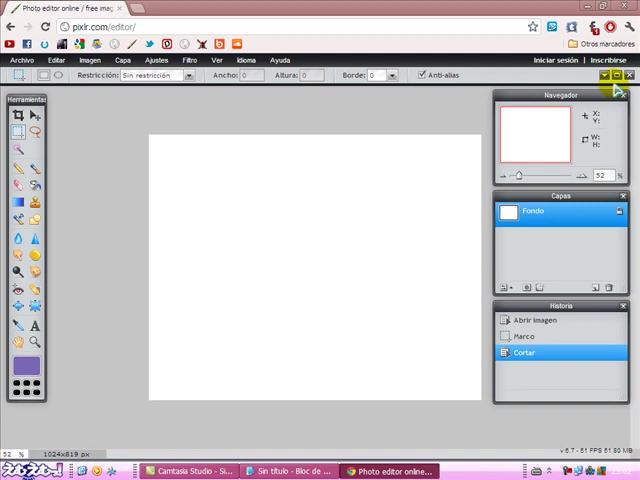 Photo editor online / free imag
pixlr.com/editor/
Otros marcadores
Archivo Editar Imagen Capa Ajustes Filtro Ver Idioma Ayuda Iniciar sesión | Inscribirse
Restricción: Sin restricción Ancho: 0 Altura: 0 Borde: 0 Anti-alias
Herramientas
Navegador
X:
Y:
W:
H:
52 %
Capas
Fondo
Historia
Abrir imagen
Marco
Cortar
52 % 1024x819 px
v 6.7 - 51 FPS 51.80 MB
Camtasia Studio - Si... Sin título - Bloc de ... Photo editor online...